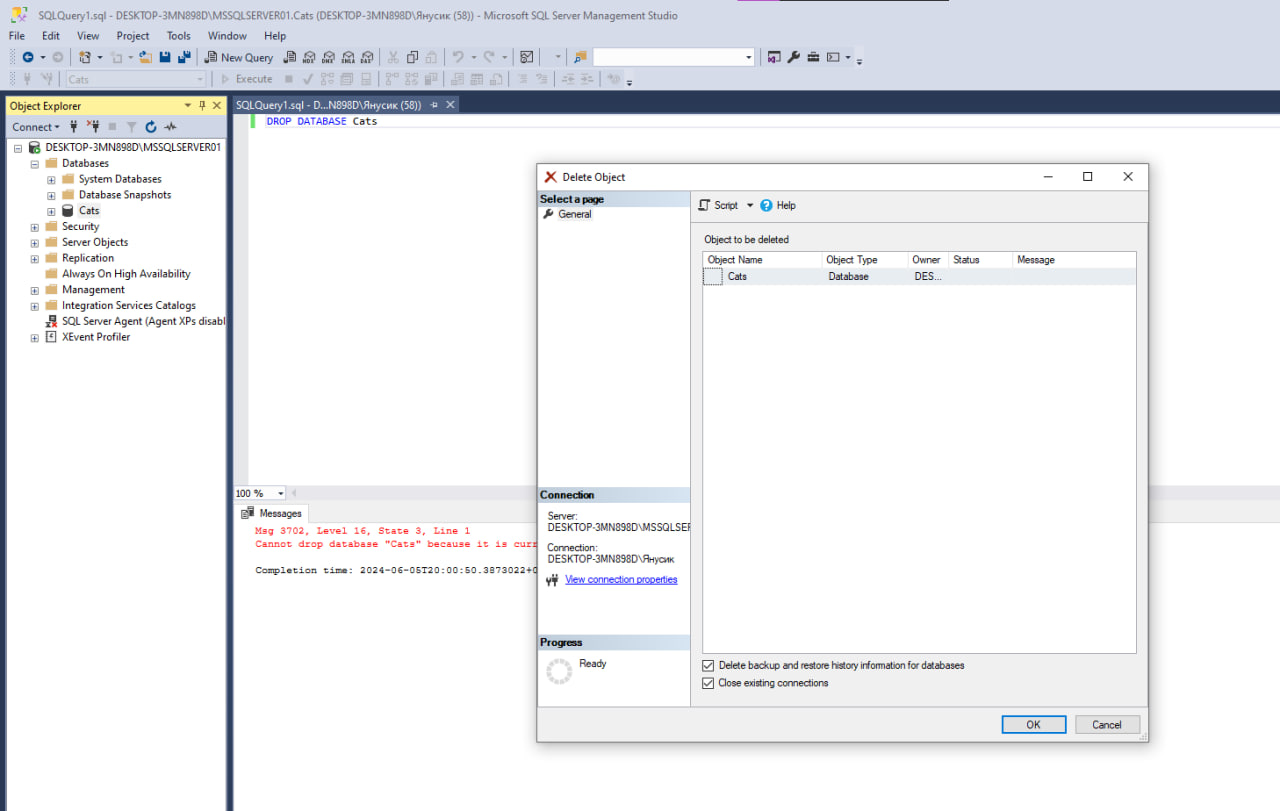 SQLQuery1.sql - DESKTOP-3MN898D\MSSQLSERVER01.Cats (DESKTOP-3MN898D\Янусик (58)) - Microsoft SQL Server Management Studio
File Edit View Project Tools Window Help
New Query
Cats Execute
Object Explorer
Connect
DESKTOP-3MN898D\MSSQLSERVER01
Databases
System Databases
Database Snapshots
Cats
Security
Server Objects
Replication
Always On High Availability
Management
Integration Services Catalogs
SQL Server Agent (Agent XPs disabl
XEvent Profiler
SQLQuery1.sql - D...N898D\Янусик (58))
DROP DATABASE Cats
100 %
Messages
Msg 3702, Level 16, State 3, Line 1
Cannot drop database "Cats" because it is curr
Completion time: 2024-06-05T20:00:50.3873022+0
Delete Object
Select a page
General
Script Help
Object to be deleted
Object Name Object Type Owner Status Message
Cats Database DES...
Connection
Server:
DESKTOP-3MN898D\MSSQLSER
Connection:
DESKTOP-3MN898D\Янусик
View connection properties
Progress
Ready
Delete backup and restore history information for databases
Close existing connections
OK Cancel